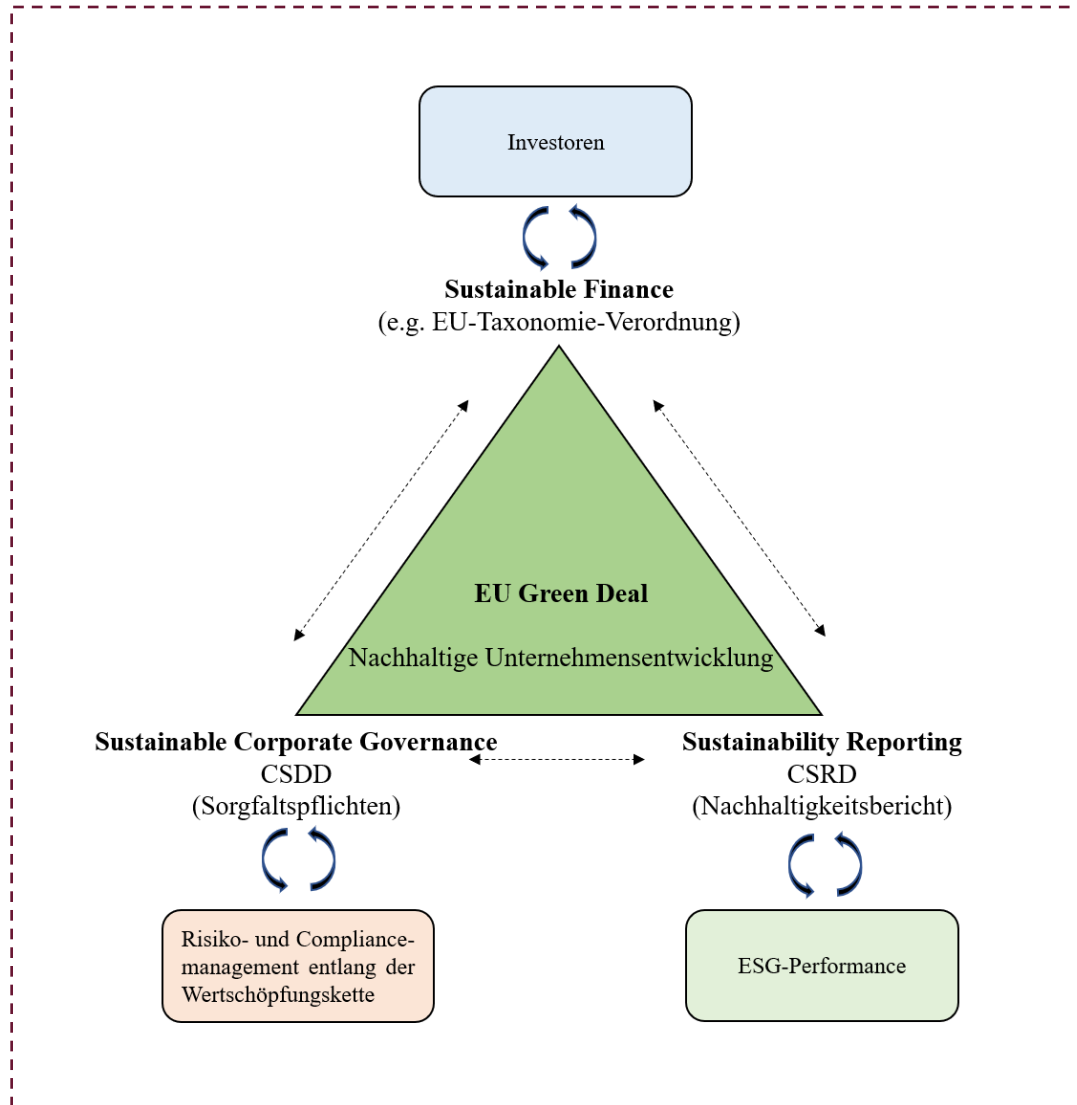 Investoren
Sustainable Finance
(e.g. EU-Taxonomie-Verordnung)
EU Green Deal
Nachhaltige Unternehmensentwicklung
Sustainable Corporate Governance
CSDD
(Sorgfaltspflichten)
Sustainability Reporting
CSRD
(Nachhaltigkeitsbericht)
Risiko- und Compliance-
management entlang der
Wertschöpfungskette
ESG-Performance